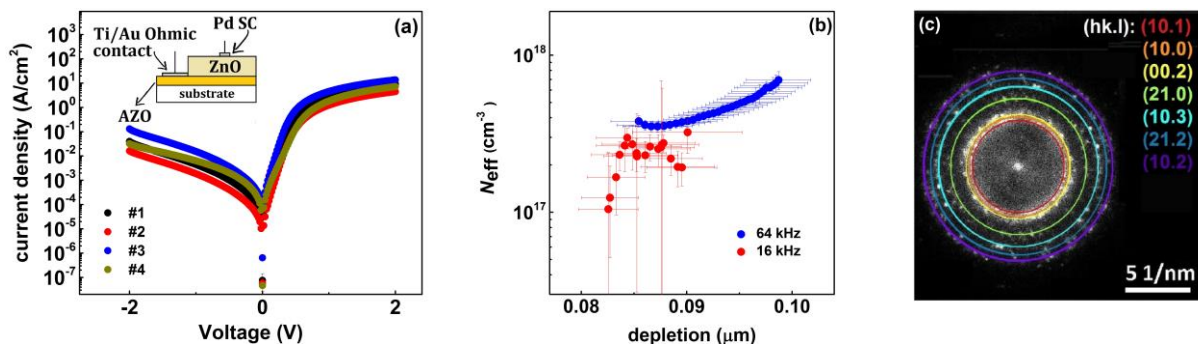 (a)
current density (A/cm²)
10³
10²
10¹
10⁰
10⁻¹
10⁻²
10⁻³
10⁻⁴
10⁻⁵
10⁻⁶
10⁻⁷
Ti/Au Ohmic
contact
Pd SC
ZnO
AZO
substrate
#1
#2
#3
#4
-2
0
2
Voltage (V)
(b)
Neff (cm⁻³)
10¹⁸
10¹⁷
64 kHz
16 kHz
0.08
0.09
0.10
depletion (μm)
(c)
(hk.l): (10.1)
(10.0)
(00.2)
(21.0)
(10.3)
(21.2)
(10.2)
5 1/nm